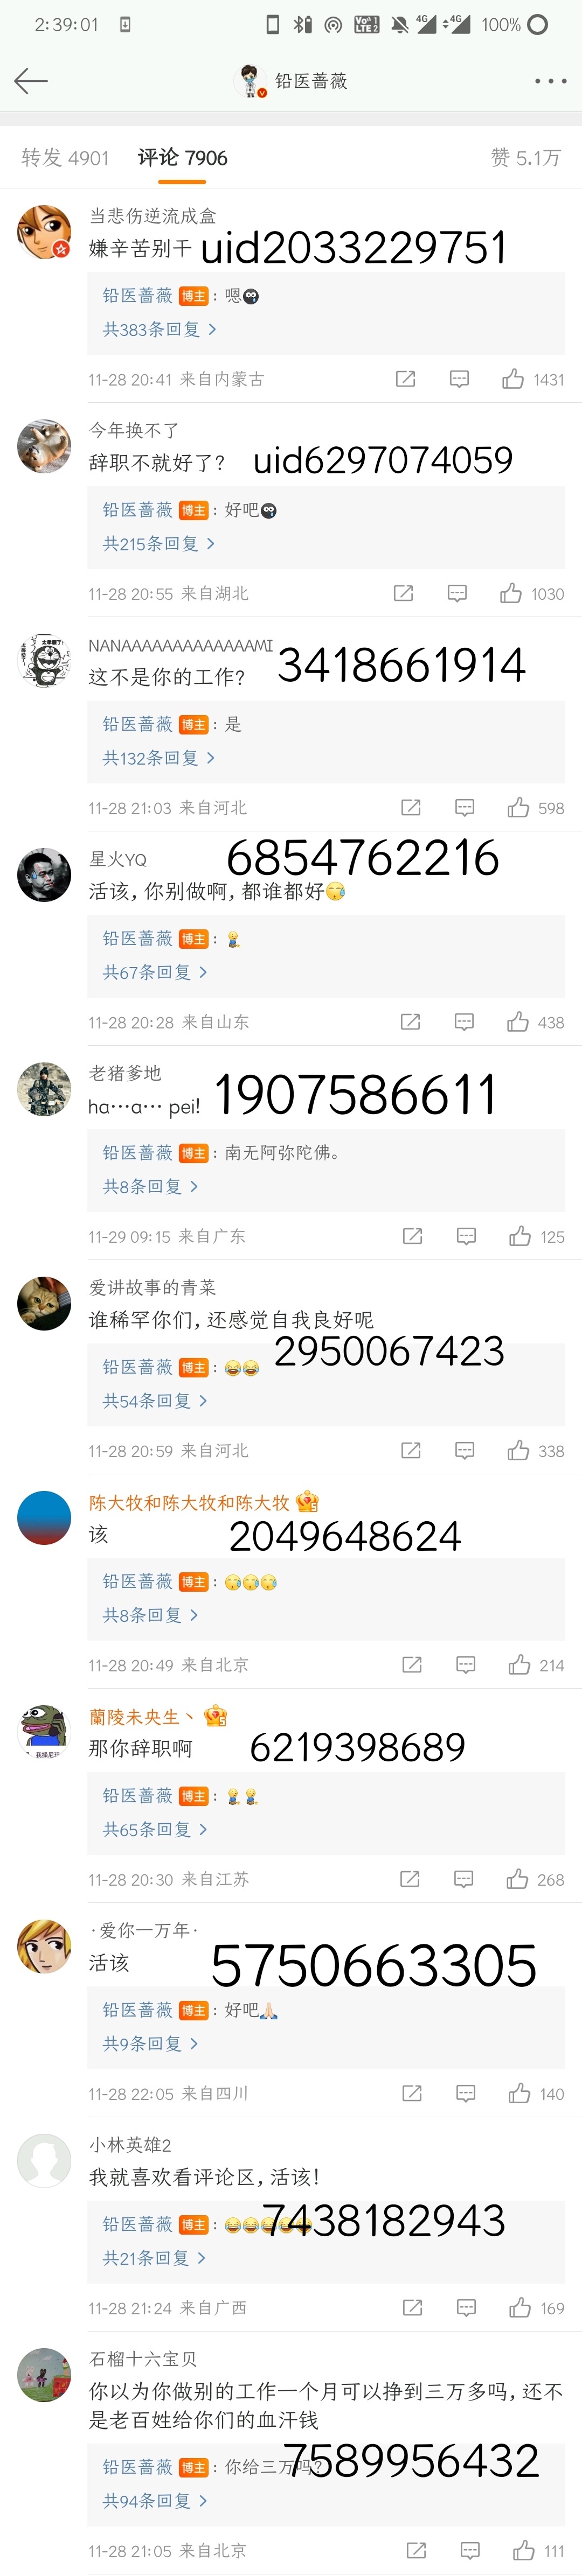 2:39:01
4G
4G
100%
铅医蔷薇
转发 4901 评论 7906 赞 5.1万
当悲伤逆流成盒
嫌辛苦别干 uid2033229751
铅医蔷薇 博主 : 嗯
共383条回复 >
11-28 20:41 来自内蒙古 1431
今年换不了
辞职不就好了? uid6297074059
铅医蔷薇 博主 : 好吧
共215条回复 >
11-28 20:55 来自湖北 1030
NANAAAAAAAAAAAAAMI
这不是你的工作? 3418661914
铅医蔷薇 博主 : 是
共132条回复 >
11-28 21:03 来自河北 598
星火YQ 6854762216
活该, 你别做啊, 都谁都好😪
铅医蔷薇 博主 :
共67条回复 >
11-28 20:28 来自山东 438
老猪爹地
ha…a… pei! 1907586611
铅医蔷薇 博主 : 南无阿弥陀佛。
共8条回复 >
11-29 09:15 来自广东 125
爱讲故事的青菜
谁稀罕你们, 还感觉自我良好呢
2950067423
铅医蔷薇 博主 : 😂😂
共54条回复 >
11-28 20:59 来自河北 338
陈大牧和陈大牧和陈大牧
该 2049648624
铅医蔷薇 博主 : 😪😪😪
共8条回复 >
11-28 20:49 来自北京 214
蘭陵未央生丶
那你辞职啊 6219398689
铅医蔷薇 博主 :
共65条回复 >
11-28 20:30 来自江苏 268
·爱你一万年·
活该 5750663305
铅医蔷薇 博主 : 好吧🙏
共9条回复 >
11-28 22:05 来自四川 140
小林英雄2
我就喜欢看评论区, 活该!
铅医蔷薇 博主 : 😂😂😂😂😂 7438182943
共21条回复 >
11-28 21:24 来自广西 169
石榴十六宝贝
你以为你做别的工作一个月可以挣到三万多吗, 还不
是老百姓给你们的血汗钱
铅医蔷薇 博主 : 你给三万吗? 7589956432
共94条回复 >
11-28 21:05 来自北京 111